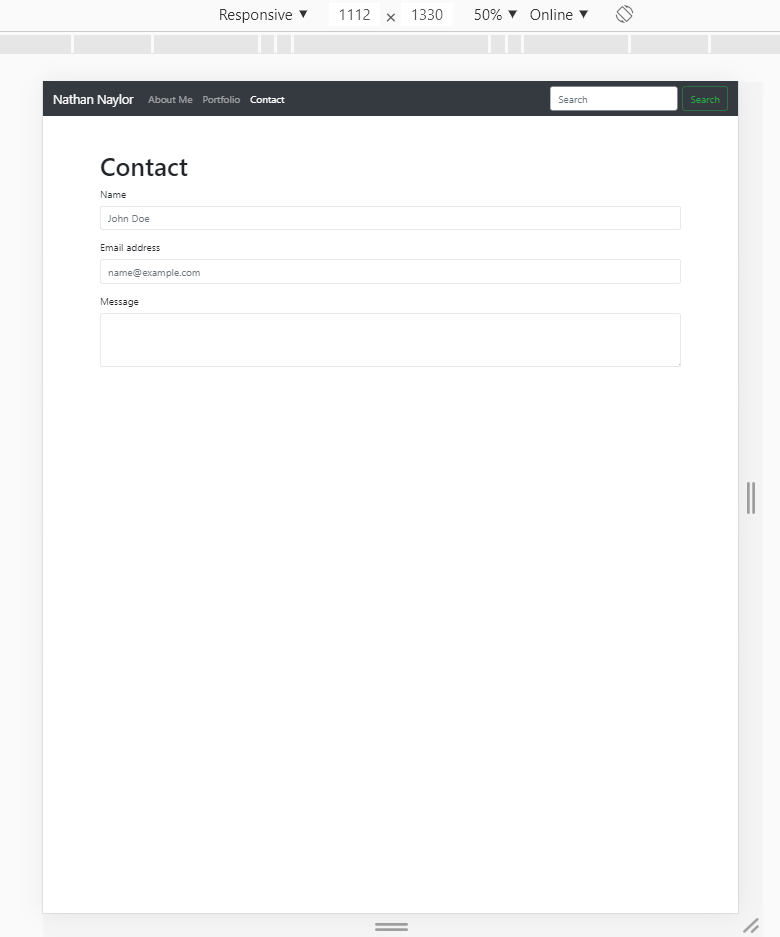 Responsive ▼ 1112 × 1330 50% ▼ Online ▼
Nathan Naylor About Me Portfolio Contact Search Search
Contact
Name
John Doe
Email address
name@example.com
Message